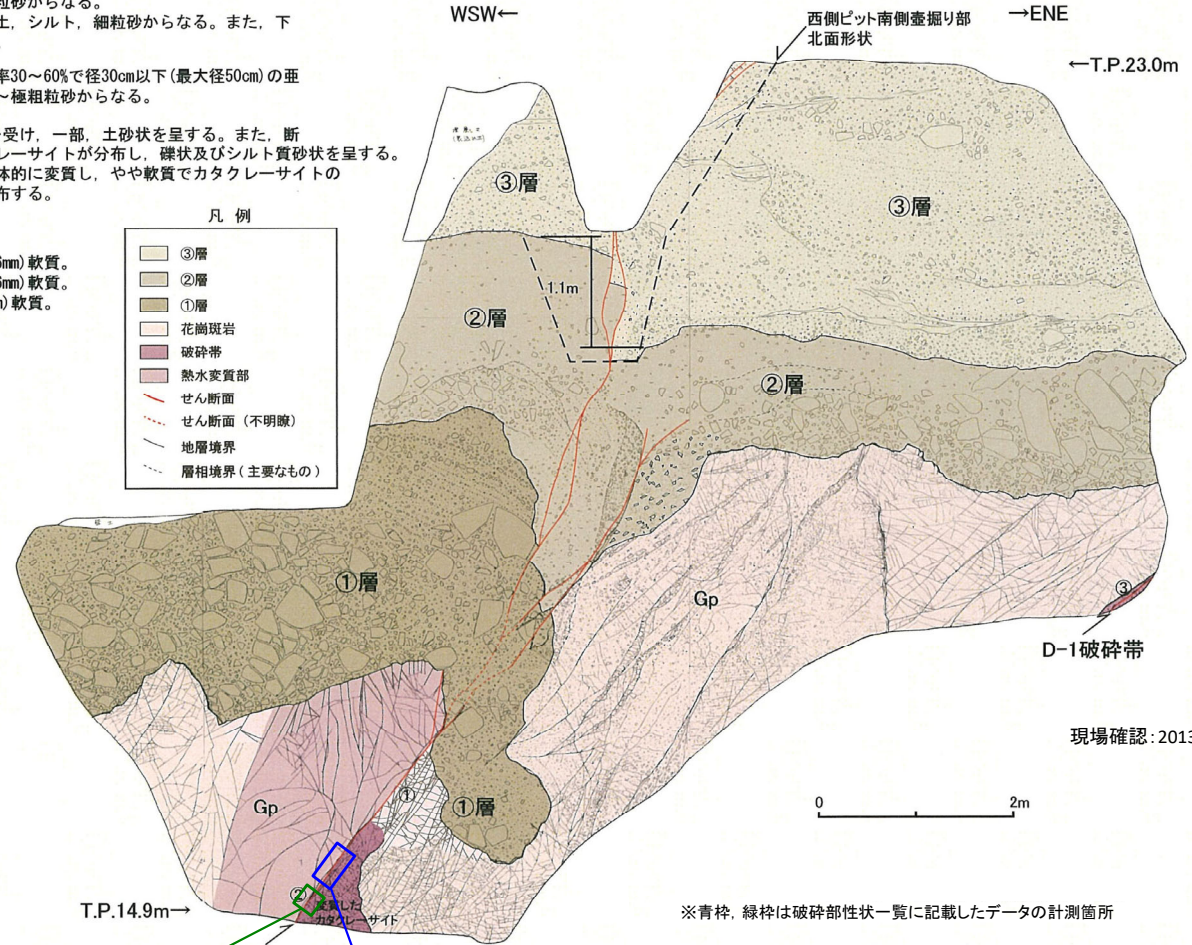 粒砂からなる。
土，シルト，細粒砂からなる。また，下
率30～60%で径30cm以下(最大径50cm)の亜
～極粗粒砂からなる。
受け，一部，土砂状を呈する。また，断
レーサイトが分布し，礫状及びシルト質砂状を呈する。
体的に変質し，やや軟質でカタクレーサイトの
布する。
mm)軟質。
mm)軟質。
)軟質。
WSW←
→ENE
西側ピット南側壺掘り部
北面形状
←T.P.23.0m
凡 例
③層
②層
①層
花崗斑岩
破砕帯
熱水変質部
せん断面
せん断面（不明瞭）
地層境界
層相境界(主要なもの)
③層
③層
1.1m
②層
②層
①層
Gp
③
D-1破砕帯
現場確認：2013
①
①層
Gp
0
2m
②
変質した
カタクレーサイト
T.P.14.9m→
※青枠，緑枠は破砕部性状一覧に記載したデータの計測箇所